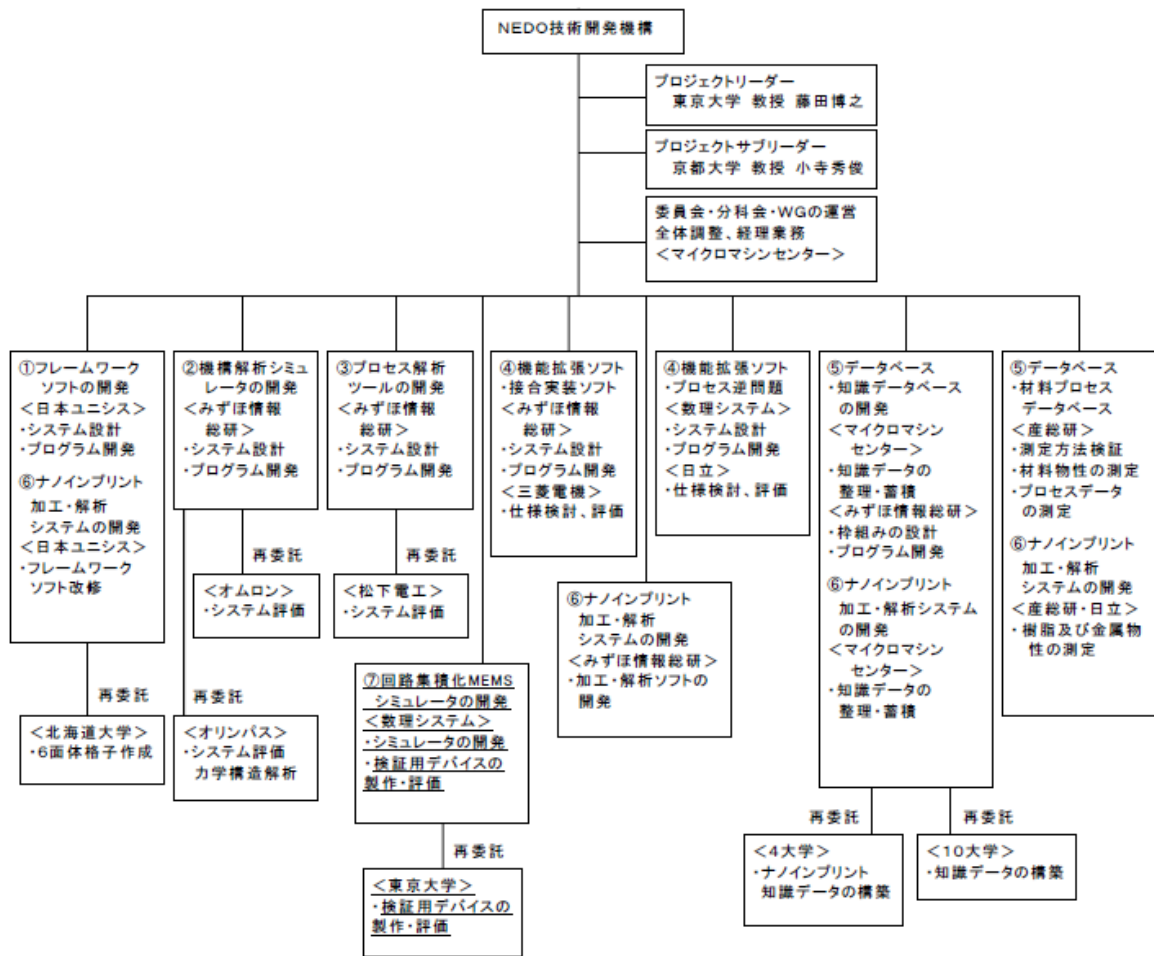 NEDO技術開発機構
プロジェクトリーダー
東京大学 教授 藤田博之
プロジェクトサブリーダー
京都大学 教授 小寺秀俊
委員会・分科会・WGの運営
全体調整、経理業務
＜マイクロマシンセンター＞
①フレームワーク
ソフトの開発
＜日本ユニシス＞
・システム設計
・プログラム開発
⑥ナノインプリント
加工・解析
システムの開発
＜日本ユニシス＞
・フレームワーク
ソフト改修
再委託
＜北海道大学＞
・6面体格子作成
②機構解析シミュ
レータの開発
＜みずほ情報
総研＞
・システム設計
・プログラム開発
再委託
＜オムロン＞
・システム評価
再委託
＜オリンパス＞
・システム評価
力学構造解析
③プロセス解析
ツールの開発
＜みずほ情報
総研＞
・システム設計
・プログラム開発
再委託
＜松下電工＞
・システム評価
⑦回路集積化MEMS
シミュレータの開発
＜数理システム＞
・シミュレータの開発
・検証用デバイスの
製作・評価
再委託
＜東京大学＞
・検証用デバイスの
製作・評価
④機能拡張ソフト
・接合実装ソフト
＜みずほ情報
総研＞
・システム設計
・プログラム開発
＜三菱電機＞
・仕様検討、評価
⑥ナノインプリント
加工・解析
システムの開発
＜みずほ情報総研＞
・加工・解析ソフトの
開発
④機能拡張ソフト
・プロセス逆問題
＜数理システム＞
・システム設計
・プログラム開発
＜日立＞
・仕様検討、評価
⑤データベース
・知識データベース
の開発
＜マイクロマシン
センター＞
・知識データの
整理・蓄積
＜みずほ情報総研＞
・枠組みの設計
・プログラム開発
⑥ナノインプリント
加工・解析システム
の開発
＜マイクロマシン
センター＞
・知識データの
整理・蓄積
再委託
＜4大学＞
・ナノインプリント
知識データの構築
再委託
＜10大学＞
・知識データの構築
⑤データベース
・材料プロセス
データベース
＜産総研＞
・測定方法検証
・材料物性の測定
・プロセスデータ
の測定
⑥ナノインプリント
加工・解析
システムの開発
＜産総研・日立＞
・樹脂及び金属物
性の測定